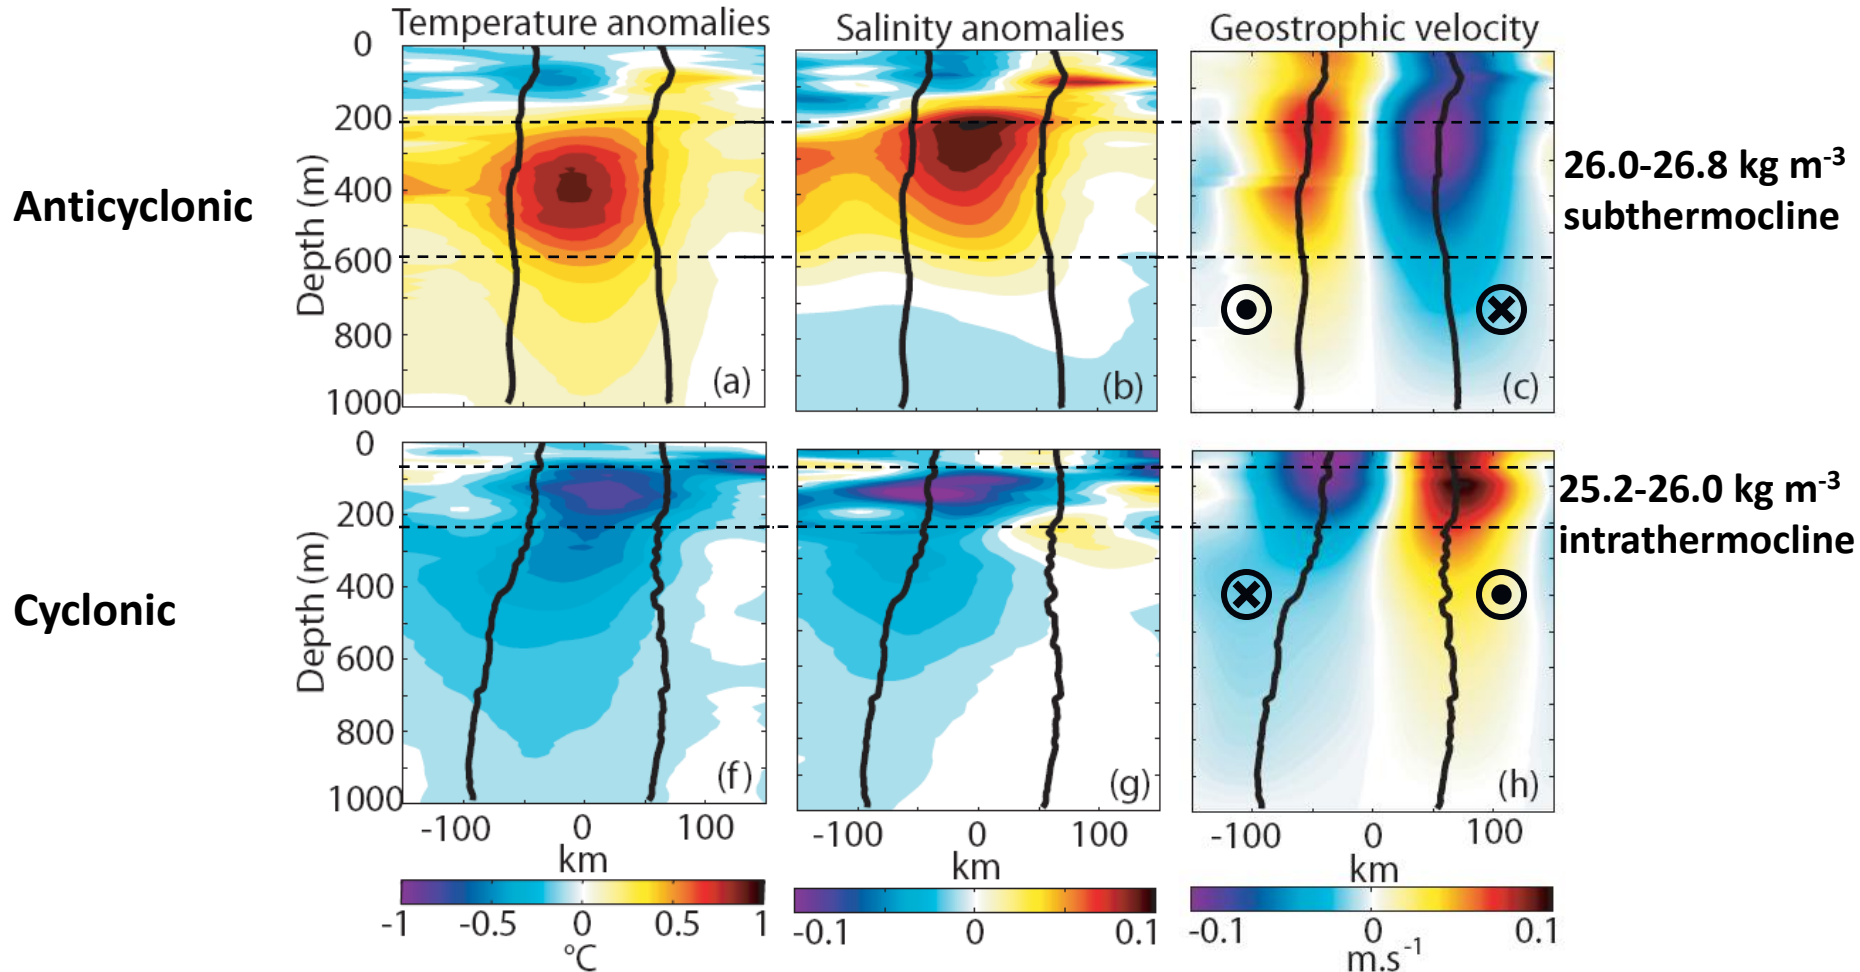 Temperature anomalies
Salinity anomalies
Geostrophic velocity
Anticyclonic
Depth (m)
0
200
400
600
800
1000
(a)
(b)
(c)
26.0-26.8 kg m⁻³
subthermocline
Cyclonic
Depth (m)
0
200
400
600
800
1000
(f)
(g)
(h)
25.2-26.0 kg m⁻³
intrathermocline
-100 0 100
km
-100 0 100
km
-100 0 100
km
-1 -0.5 0 0.5 1
°C
-0.1 0 0.1
-0.1 0 0.1
m.s⁻¹